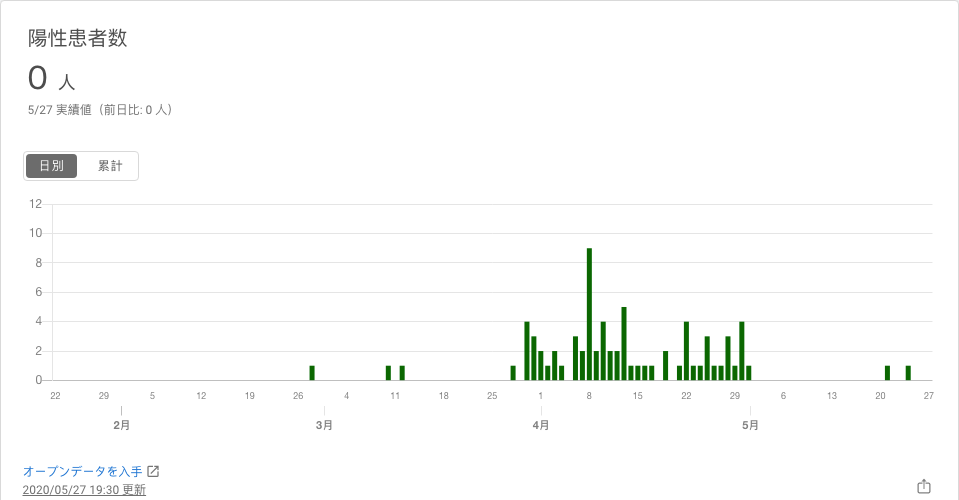 陽性患者数
0 人
5/27 実績値（前日比: 0 人）
日別 累計
12
10
8
6
4
2
0
22 29 5 12 19 26 4 11 18 25 1 8 15 22 29 6 13 20 27
2月 3月 4月 5月
オープンデータを入手
2020/05/27 19:30 更新